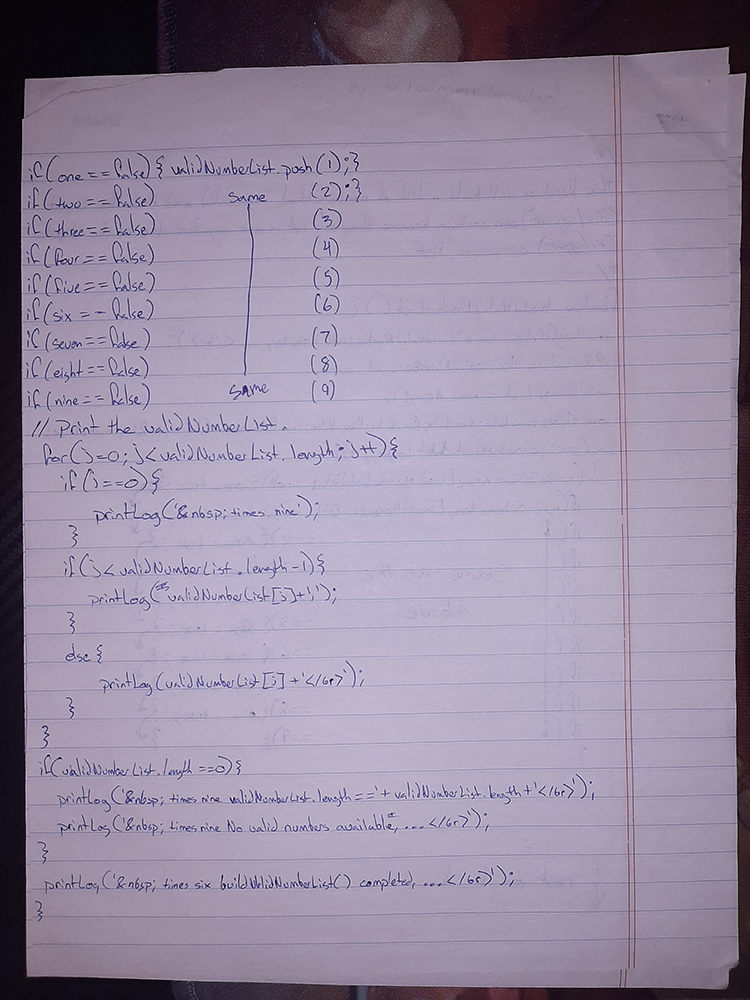 if(one==false){validNumberList.push(1);}
if(two==false) same (2);}
if(three==false) (3)
if(four==false) (4)
if(five==false) (5)
if(six==false) (6)
if(seven==false) (7)
if(eight==false) (8)
if(nine==false) same (9)
// Print the validNumberList.
for(j=0; j<validNumberList.length; j++){
if(j==0){
printLog('&nbsp; times nine');
}
if(j<validNumberList.length-1){
printLog(validNumberList[j]+',');
}
else{
printLog(validNumberList[j]+'</br>');
}
}
if(validNumberList.length==0){
printLog('&nbsp; times nine validNumberList.length=='+validNumberList.length+'</br>');
printLog('&nbsp; times nine No valid numbers available, ...</br>');
}
printLog('&nbsp; times six buildValidNumberList() completed, ...</br>');
}